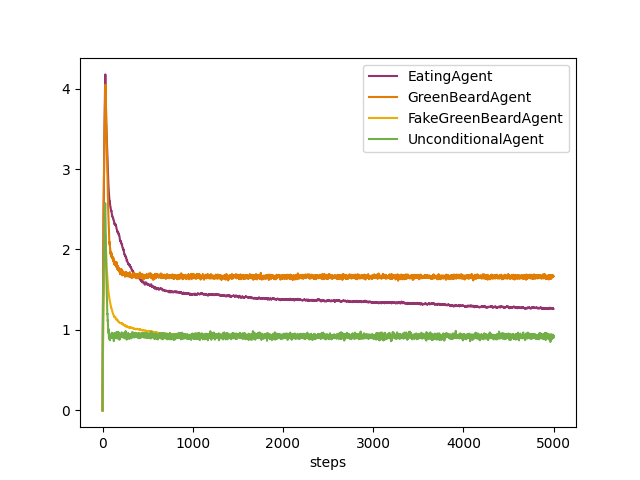 EatingAgent
GreenBeardAgent
FakeGreenBeardAgent
UnconditionalAgent
4
3
2
1
0
0 1000 2000 3000 4000 5000
steps